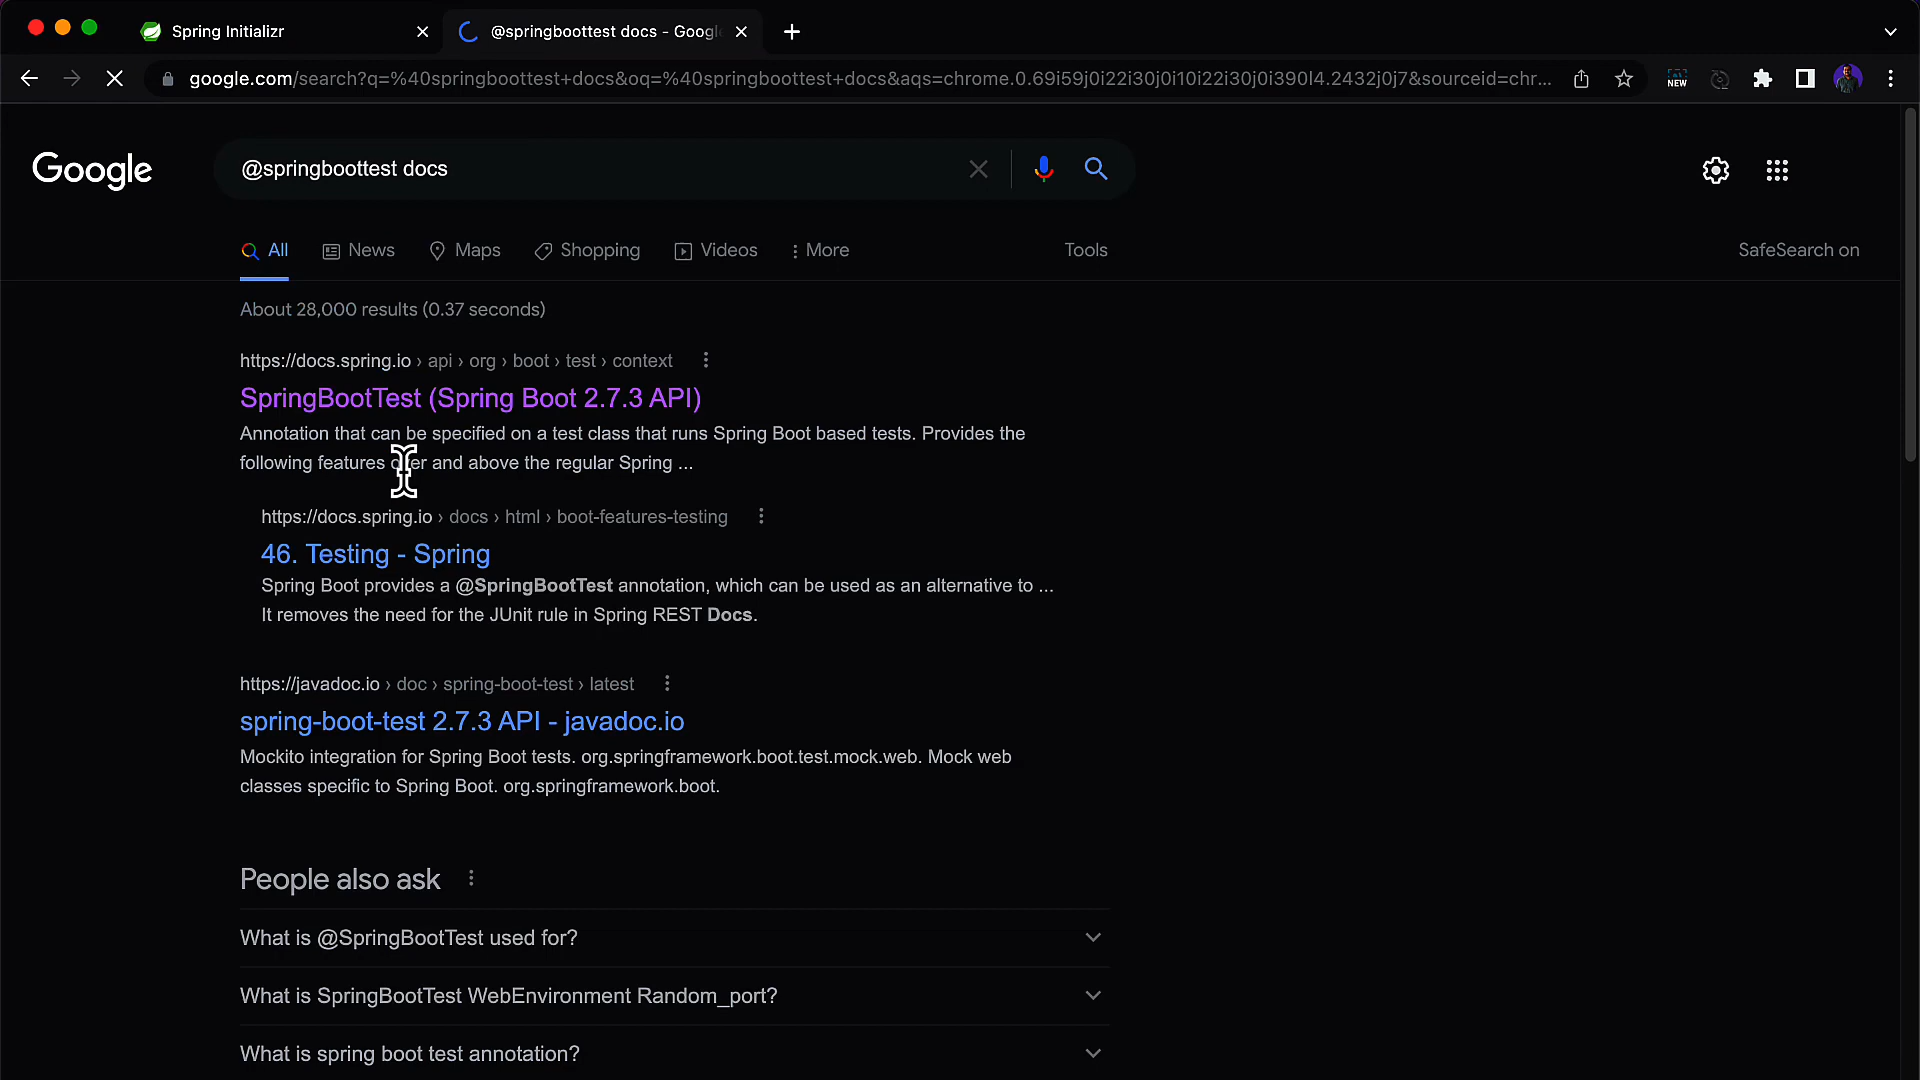 Spring Initializr
@springboottest docs - Googl
google.com/search?q=%40springboottest+docs&oq=%40springboottest+docs&aqs=chrome.0.69i59j0i22i30j0i10i22i30j0i390l4.2432j0j7&sourceid=chr...
NEW
Google
@springboottest docs
All
News
Maps
Shopping
Videos
More
Tools
SafeSearch on
About 28,000 results (0.37 seconds)
https://docs.spring.io › api › org › boot › test › context
SpringBootTest (Spring Boot 2.7.3 API)
Annotation that can be specified on a test class that runs Spring Boot based tests. Provides the
following features over and above the regular Spring ...
https://docs.spring.io › docs › html › boot-features-testing
46. Testing - Spring
Spring Boot provides a @SpringBootTest annotation, which can be used as an alternative to ...
It removes the need for the JUnit rule in Spring REST Docs.
https://javadoc.io › doc › spring-boot-test › latest
spring-boot-test 2.7.3 API - javadoc.io
Mockito integration for Spring Boot tests. org.springframework.boot.test.mock.web. Mock web
classes specific to Spring Boot. org.springframework.boot.
People also ask
What is @SpringBootTest used for?
What is SpringBootTest WebEnvironment Random_port?
What is spring boot test annotation?